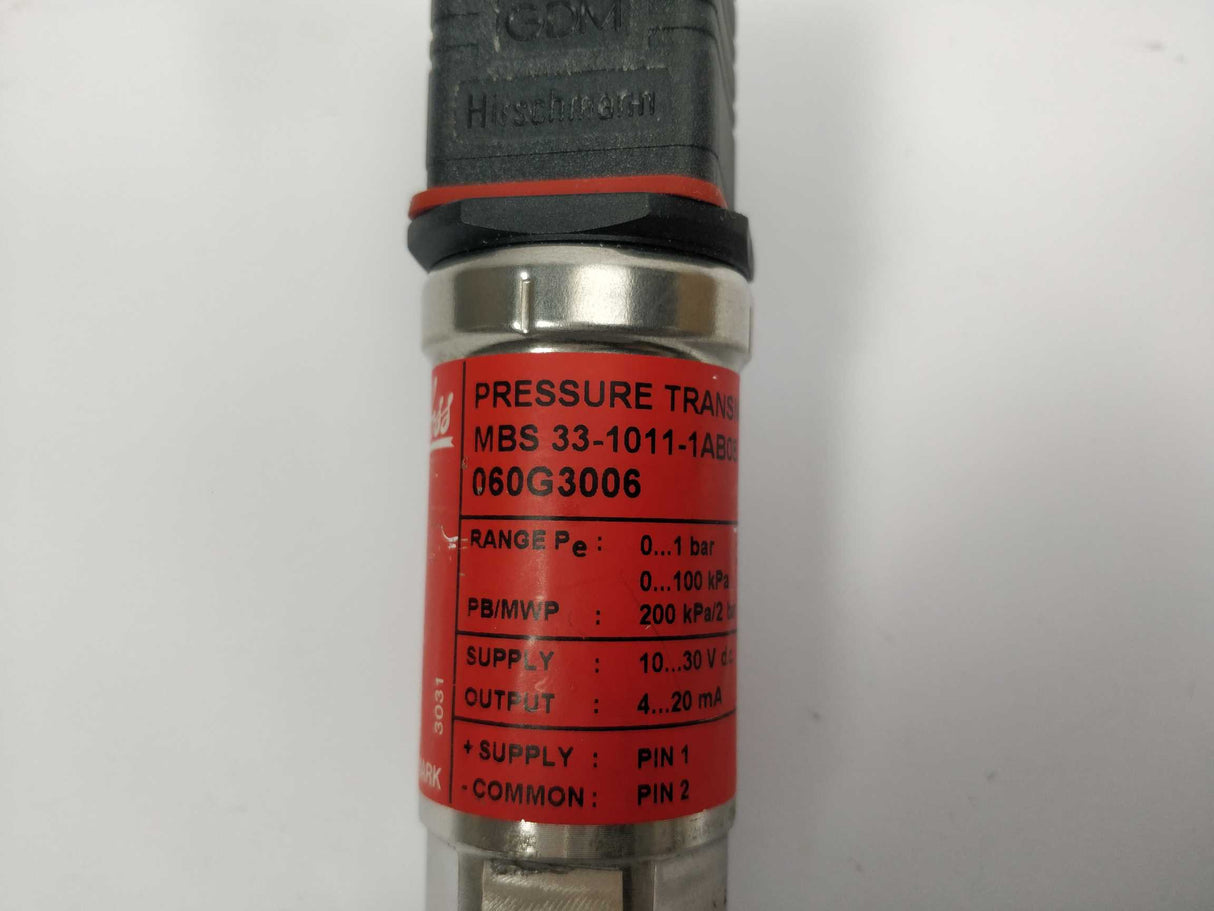 GDM
Hirschmann
PRESSURE
MBS 33-1011-1AB0
060G3006
RANGE Pe : 0...1 bar
0...100 kPa
PB/MWP : 200 kPa/2
SUPPLY : 10...30 V d.c.
OUTPUT : 4...20 mA
+ SUPPLY : PIN 1
- COMMON : PIN 2
3031